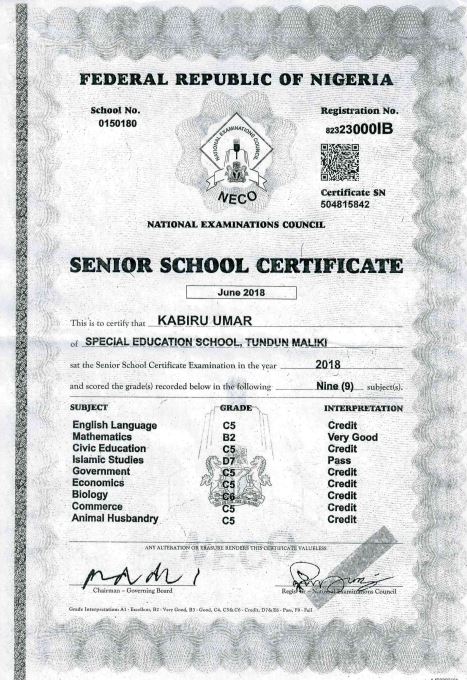 FEDERAL REPUBLIC OF NIGERIA
School No.
0150180
Registration No.
82323000IB
NATIONAL EXAMINATIONS COUNCIL
NECO
Certificate SN
504815842
NATIONAL EXAMINATIONS COUNCIL
SENIOR SCHOOL CERTIFICATE
June 2018
This is to certify that KABIRU UMAR
of SPECIAL EDUCATION SCHOOL, TUNDUN MALIKI
sat the Senior School Certificate Examination in the year 2018
and scored the grade(s) recorded below in the following Nine (9) subject(s).
SUBJECT GRADE INTERPRETATION
English Language C5 Credit
Mathematics B2 Very Good
Civic Education C5 Credit
Islamic Studies D7 Pass
Government C5 Credit
Economics C5 Credit
Biology C6 Credit
Commerce C5 Credit
Animal Husbandry C5 Credit
ANY ALTERATION OR ERASURE RENDERS THIS CERTIFICATE VALUELESS
Chairman – Governing Board
Registrar – National Examinations Council
Grade Interpretation: A1 - Excellent, B2 - Very Good, B3 - Good, C4, C5 & C6 - Credit, D7 & E8 - Pass, F9 - Fail